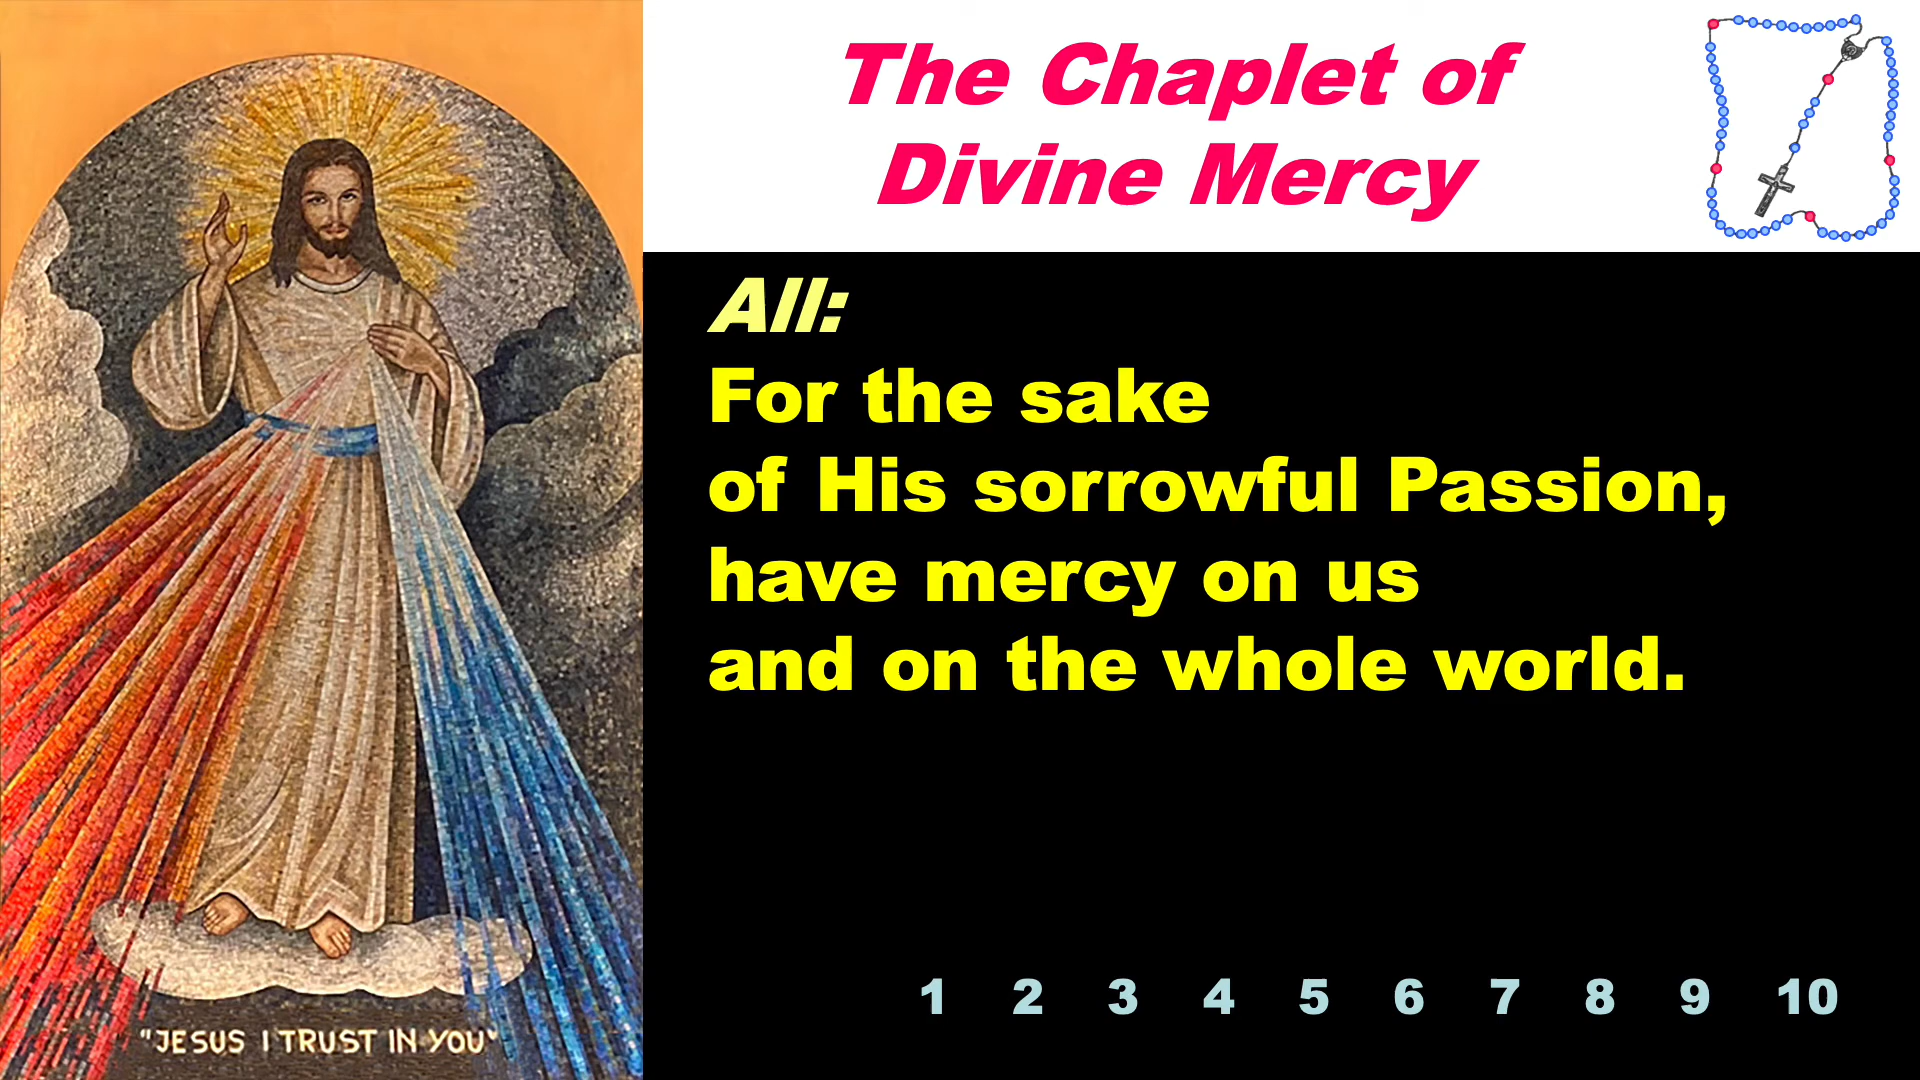 The Chaplet of
Divine Mercy
All:
For the sake
of His sorrowful Passion,
have mercy on us
and on the whole world.
1 2 3 4 5 6 7 8 9 10
"JESUS I TRUST IN YOU"